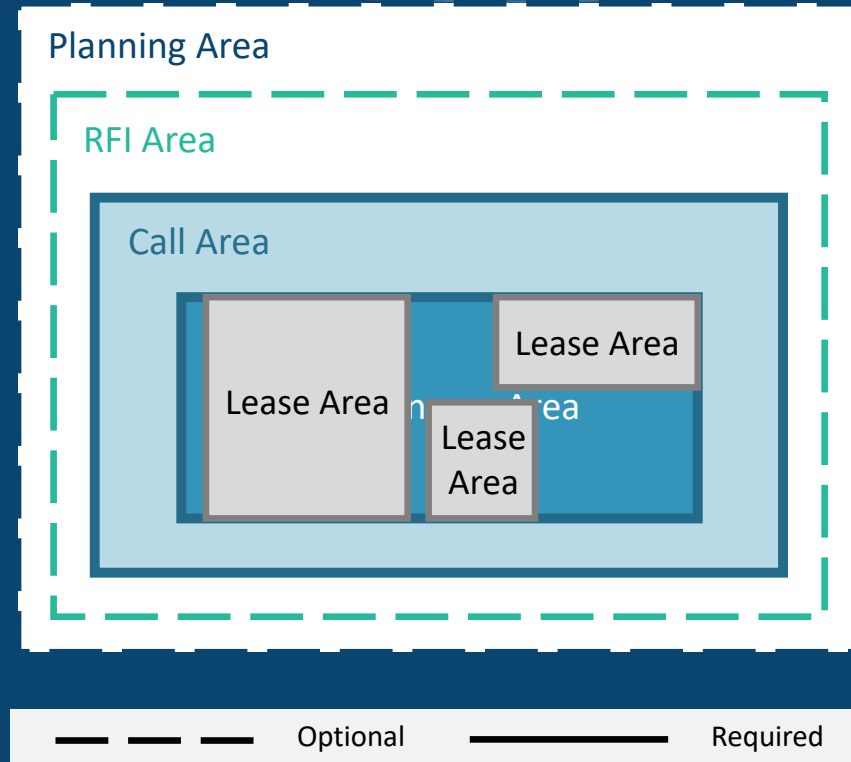 Planning Area
RFI Area
Call Area
Lease Area
Lease Area
Lease
Area
Optional
Required